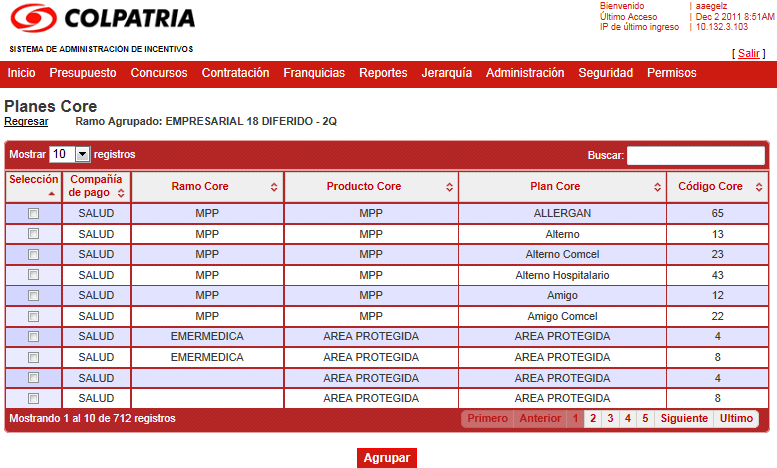 COLPATRIA
Bienvenido | aaegelz
Último Acceso | Dec 2 2011 8:51AM
IP de último ingreso | 10.132.3.103
SISTEMA DE ADMINISTRACIÓN DE INCENTIVOS
[ Salir ]
Inicio Presupuesto Concursos Contratación Franquicias Reportes Jerarquía Administración Seguridad Permisos
Planes Core
Regresar Ramo Agrupado: EMPRESARIAL 18 DIFERIDO - 2Q
Mostrar 10 registros Buscar:
Selección Compañía de pago Ramo Core Producto Core Plan Core Código Core
SALUD MPP MPP ALLERGAN 65
SALUD MPP MPP Alterno 13
SALUD MPP MPP Alterno Comcel 23
SALUD MPP MPP Alterno Hospitalario 43
SALUD MPP MPP Amigo 12
SALUD MPP MPP Amigo Comcel 22
SALUD EMERMEDICA AREA PROTEGIDA AREA PROTEGIDA 4
SALUD EMERMEDICA AREA PROTEGIDA AREA PROTEGIDA 8
SALUD AREA PROTEGIDA AREA PROTEGIDA 4
SALUD AREA PROTEGIDA AREA PROTEGIDA 8
Mostrando 1 al 10 de 712 registros Primero Anterior 1 2 3 4 5 Siguiente Ultimo
Agrupar